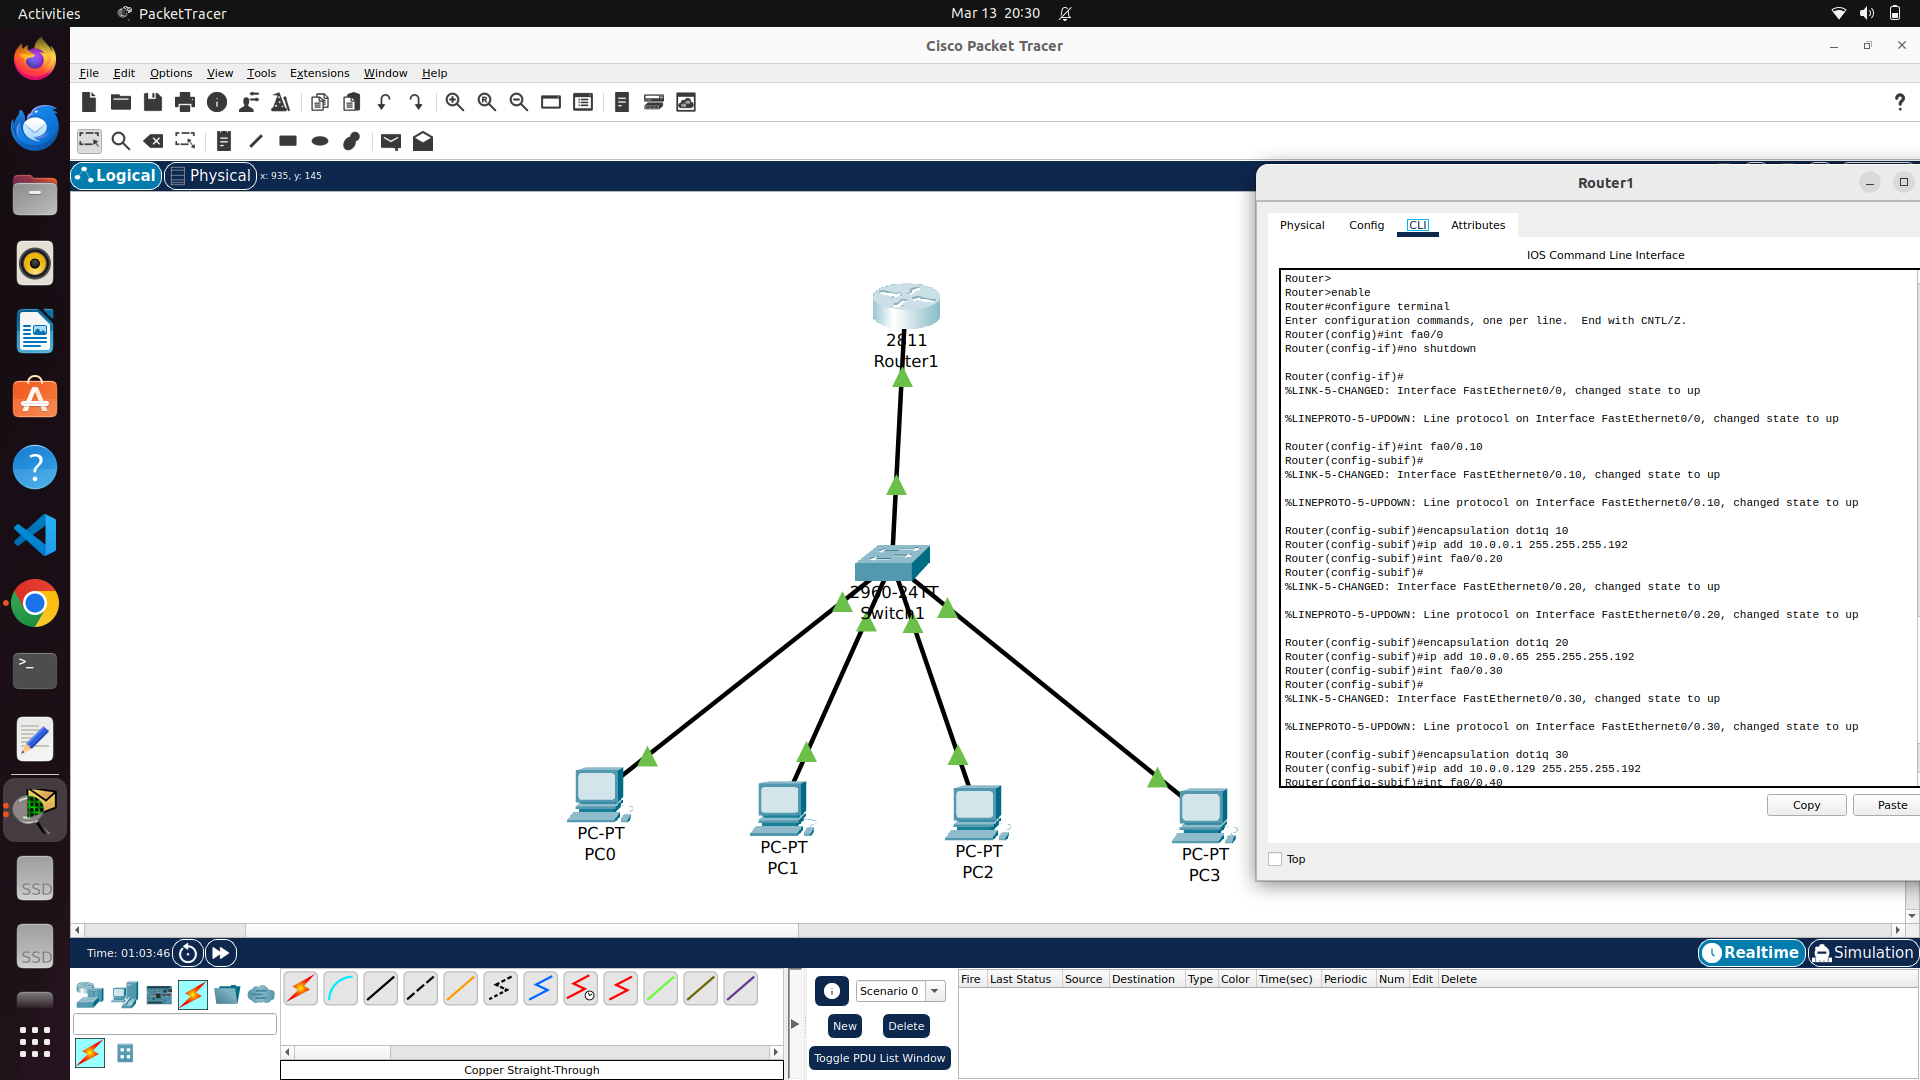 Activities
PacketTracer
Mar 13 20:30
Cisco Packet Tracer
File Edit Options View Tools Extensions Window Help
Logical
Physical
x: 935, y: 145
2811
Router1
2960-24TT
Switch1
PC-PT
PC0
PC-PT
PC1
PC-PT
PC2
PC-PT
PC3
Router1
Physical Config CLI Attributes
IOS Command Line Interface
Router>
Router>enable
Router#configure terminal
Enter configuration commands, one per line. End with CNTL/Z.
Router(config)#int fa0/0
Router(config-if)#no shutdown
Router(config-if)#
%LINK-5-CHANGED: Interface FastEthernet0/0, changed state to up
%LINEPROTO-5-UPDOWN: Line protocol on Interface FastEthernet0/0, changed state to up
Router(config-if)#int fa0/0.10
Router(config-subif)#
%LINK-5-CHANGED: Interface FastEthernet0/0.10, changed state to up
%LINEPROTO-5-UPDOWN: Line protocol on Interface FastEthernet0/0.10, changed state to up
Router(config-subif)#encapsulation dot1q 10
Router(config-subif)#ip add 10.0.0.1 255.255.255.192
Router(config-subif)#int fa0/0.20
Router(config-subif)#
%LINK-5-CHANGED: Interface FastEthernet0/0.20, changed state to up
%LINEPROTO-5-UPDOWN: Line protocol on Interface FastEthernet0/0.20, changed state to up
Router(config-subif)#encapsulation dot1q 20
Router(config-subif)#ip add 10.0.0.65 255.255.255.192
Router(config-subif)#int fa0/0.30
Router(config-subif)#
%LINK-5-CHANGED: Interface FastEthernet0/0.30, changed state to up
%LINEPROTO-5-UPDOWN: Line protocol on Interface FastEthernet0/0.30, changed state to up
Router(config-subif)#encapsulation dot1q 30
Router(config-subif)#ip add 10.0.0.129 255.255.255.192
Router(config-subif)#int fa0/0.40
Copy Paste
Top
SSD
SSD
Time: 01:03:46
Realtime Simulation
Scenario 0
New Delete
Toggle PDU List Window
Fire Last Status Source Destination Type Color Time(sec) Periodic Num Edit Delete
Copper Straight-Through